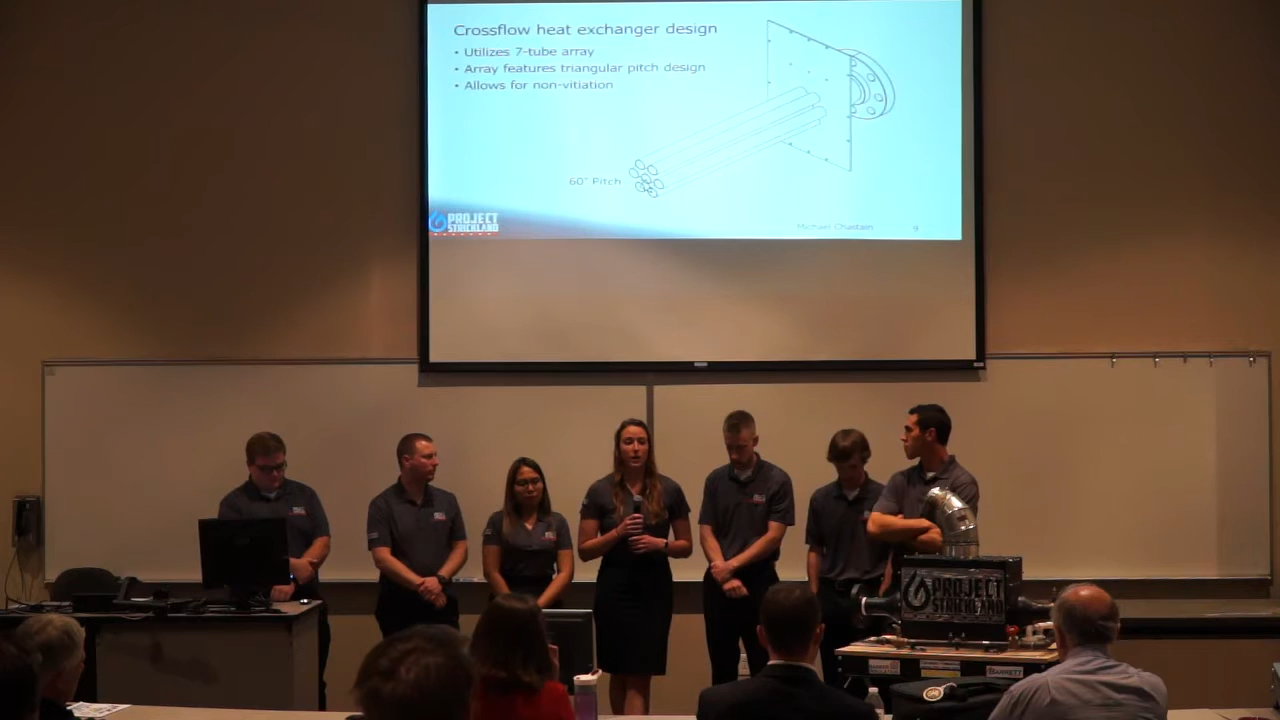 Crossflow heat exchanger design
• Utilizes 7-tube array
• Array features triangular pitch design
• Allows for non-vitiation
60° Pitch
PROJECT
STRICKLAND
Michael Chastain
9
PROJECT
STRICKLAND
BARRETT